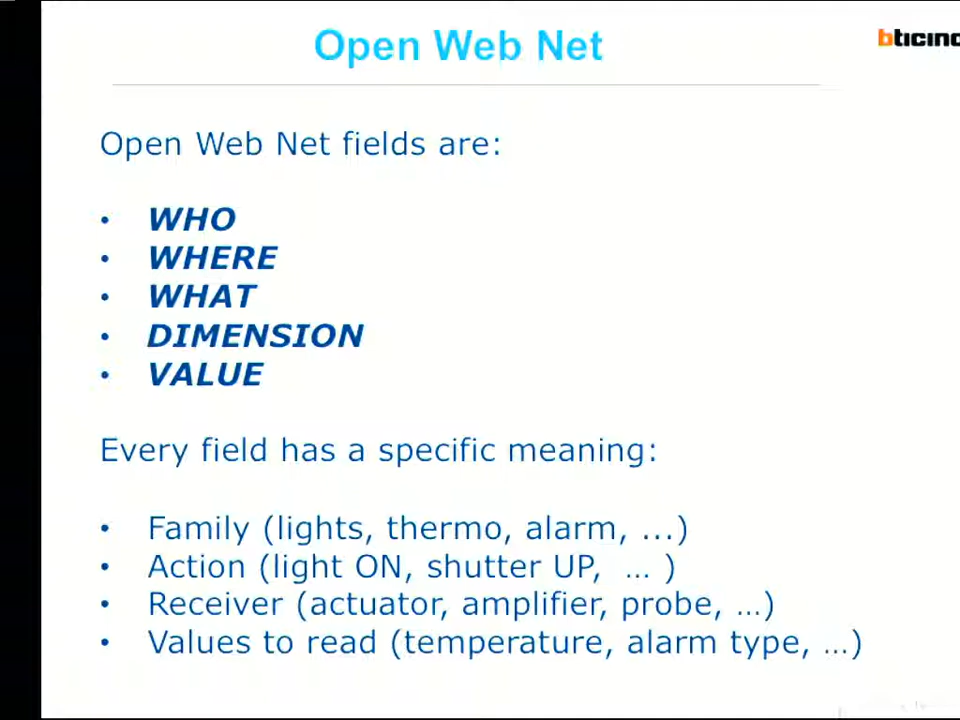 Open Web Net
bticino
Open Web Net fields are:
• WHO
• WHERE
• WHAT
• DIMENSION
• VALUE
Every field has a specific meaning:
• Family (lights, thermo, alarm, ...)
• Action (light ON, shutter UP, ... )
• Receiver (actuator, amplifier, probe, ...)
• Values to read (temperature, alarm type, ...)